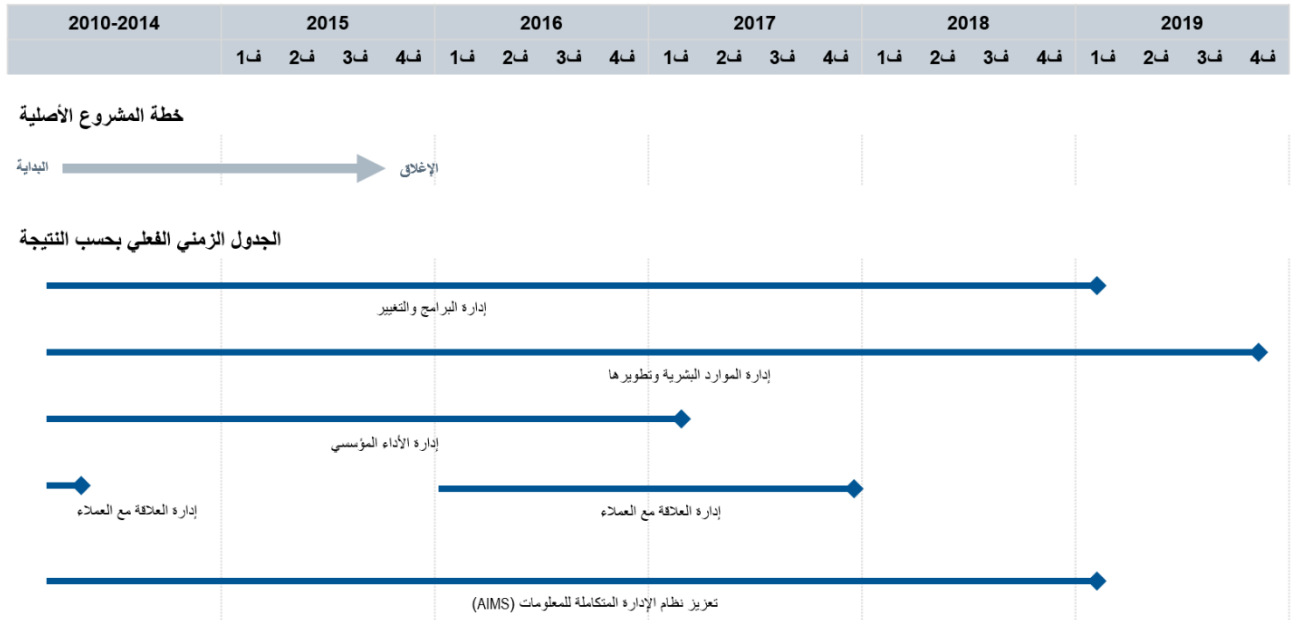 2010-2014 2015 2016 2017 2018 2019
ف1 ف2 ف3 ف4 ف1 ف2 ف3 ف4 ف1 ف2 ف3 ف4 ف1 ف2 ف3 ف4 ف1 ف2 ف3 ف4
خطة المشروع الأصلية
البداية الإغلاق
الجدول الزمني الفعلي بحسب النتيجة
إدارة البرامج والتغيير
إدارة الموارد البشرية وتطويرها
إدارة الأداء المؤسسي
إدارة العلاقة مع العملاء إدارة العلاقة مع العملاء
تعزيز نظام الإدارة المتكاملة للمعلومات (AIMS)